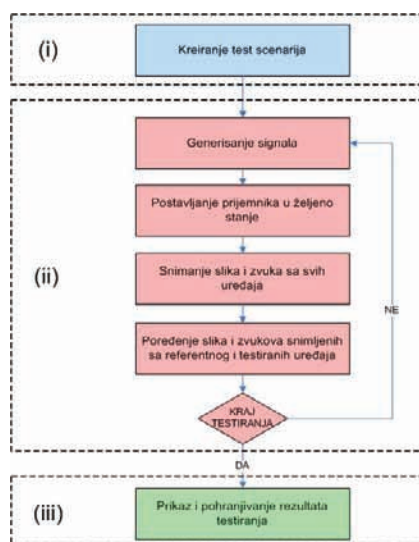 (i)
Kreiranje test scenarija
(ii)
Generisanje signala
Postavljanje prijemnika u željeno
stanje
Snimanje slika i zvuka sa svih
uređaja
Poređenje slika i zvukova snimljenih
sa referentnog i testiranih uređaja
NE
KRAJ
TESTIRANJA
DA
(iii)
Prikaz i pohranjivanje rezultata
testiranja